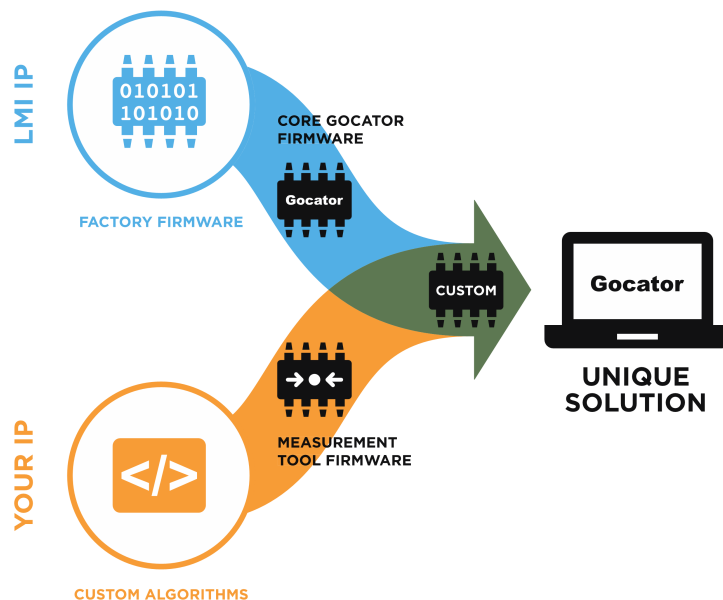 LMI IP
010101
101010
FACTORY FIRMWARE
CORE GOCATOR
FIRMWARE
Gocator
CUSTOM
Gocator
UNIQUE
SOLUTION
YOUR IP
</>
MEASUREMENT
TOOL FIRMWARE
CUSTOM ALGORITHMS